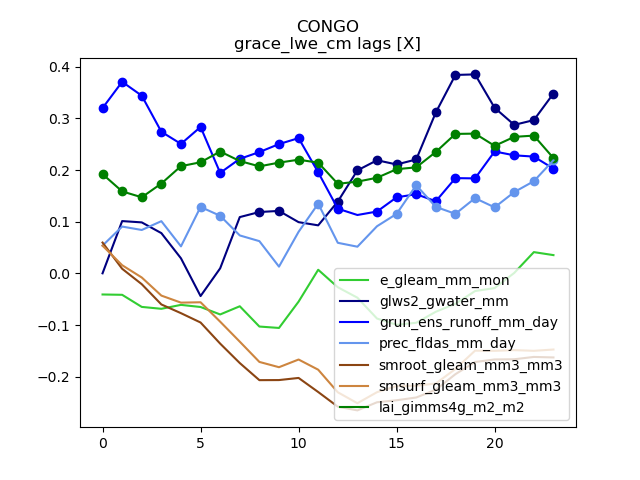 CONGO
grace_lwe_cm lags [X]
0.4
0.3
0.2
0.1
0.0
−0.1
−0.2
0
5
10
15
20
e_gleam_mm_mon
glws2_gwater_mm
grun_ens_runoff_mm_day
prec_fldas_mm_day
smroot_gleam_mm3_mm3
smsurf_gleam_mm3_mm3
lai_gimms4g_m2_m2